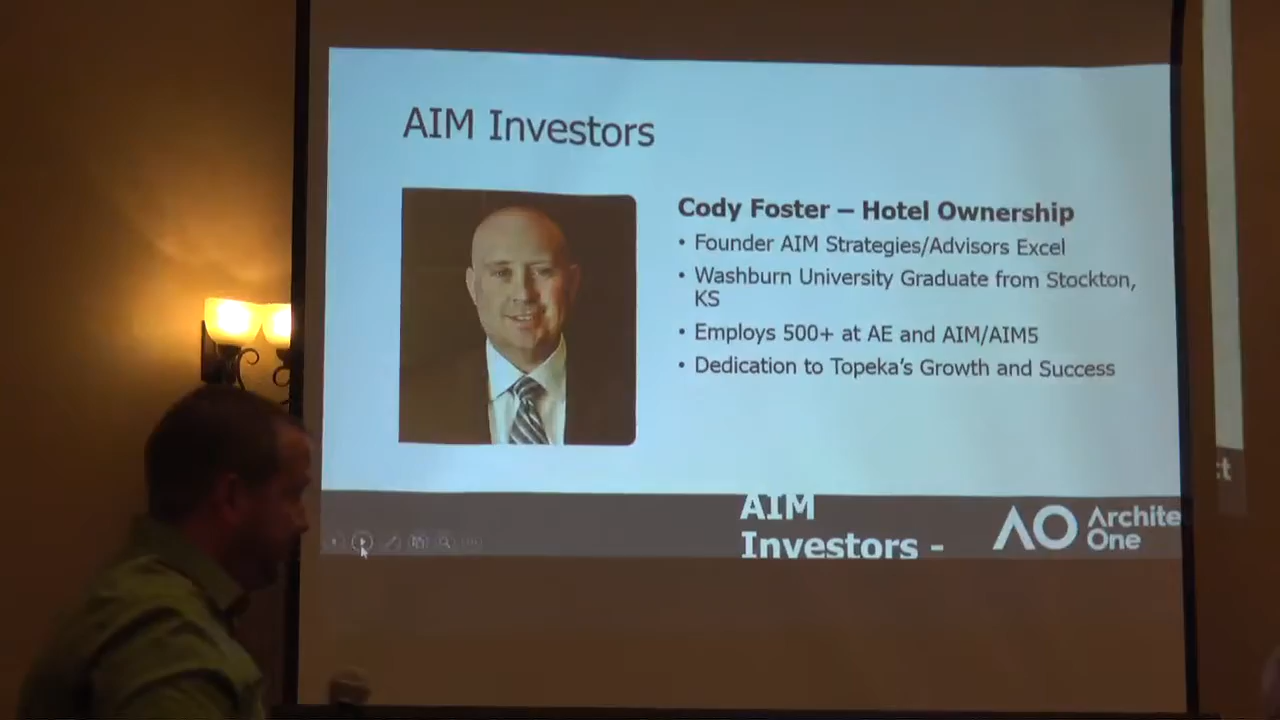 AIM Investors
Cody Foster – Hotel Ownership
• Founder AIM Strategies/Advisors Excel
• Washburn University Graduate from Stockton,
KS
• Employs 500+ at AE and AIM/AIM5
• Dedication to Topeka's Growth and Success
AIM
Investors -
AO Archite
One